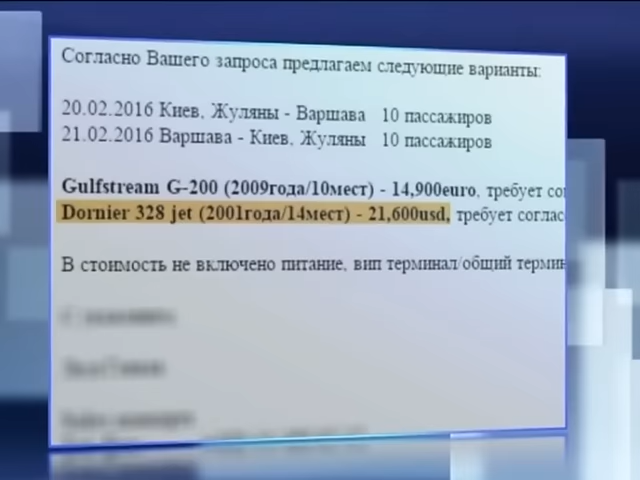 Согласно Вашего запроса предлагаем следующие варианты:
20.02.2016 Киев, Жуляны - Варшава 10 пассажиров
21.02.2016 Варшава - Киев, Жуляны 10 пассажиров
Gulfstream G-200 (2009года/10мест) - 14,900euro, требует
Dornier 328 jet (2001года/14мест) - 21,600usd, требует
В стоимость не включено питание, вип терминал/общий